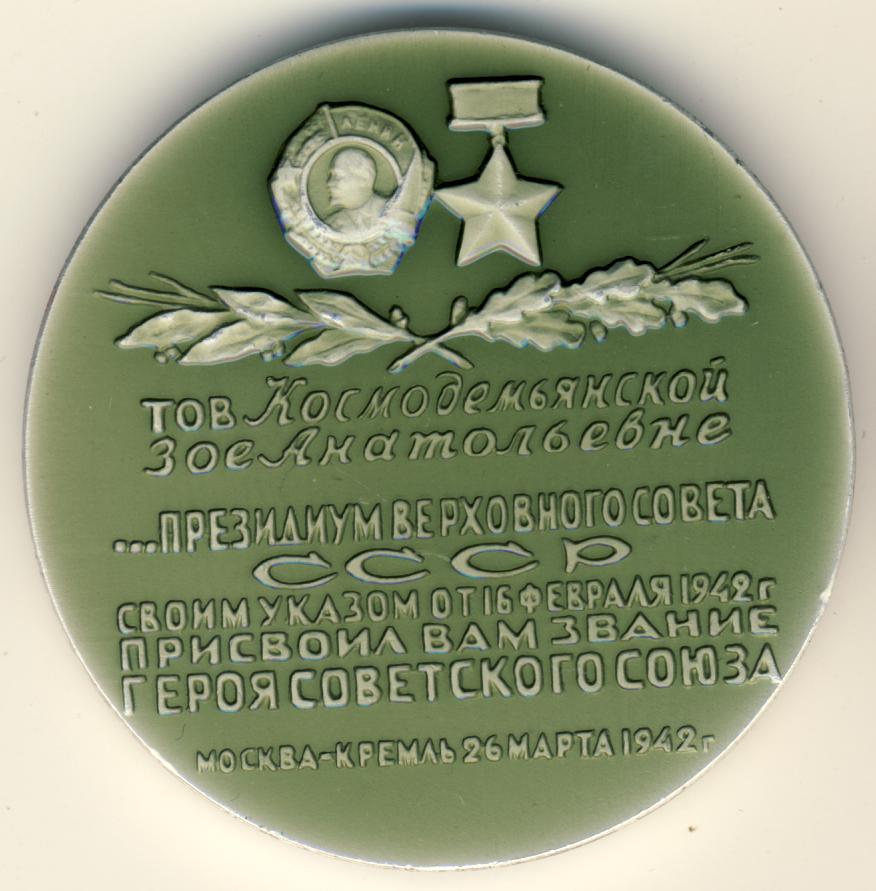 ЛЕНИН
ТОВ Космодемьянской
Зое Анатольевне
...ПРЕЗИДИУМ ВЕРХОВНОГО СОВЕТА
СССР
СВОИМ УКАЗОМ ОТ 16 ФЕВРАЛЯ 1942 г
ПРИСВОИЛ ВАМ ЗВАНИЕ
ГЕРОЯ СОВЕТСКОГО СОЮЗА
МОСКВА-КРЕМЛЬ 26 МАРТА 1942 г